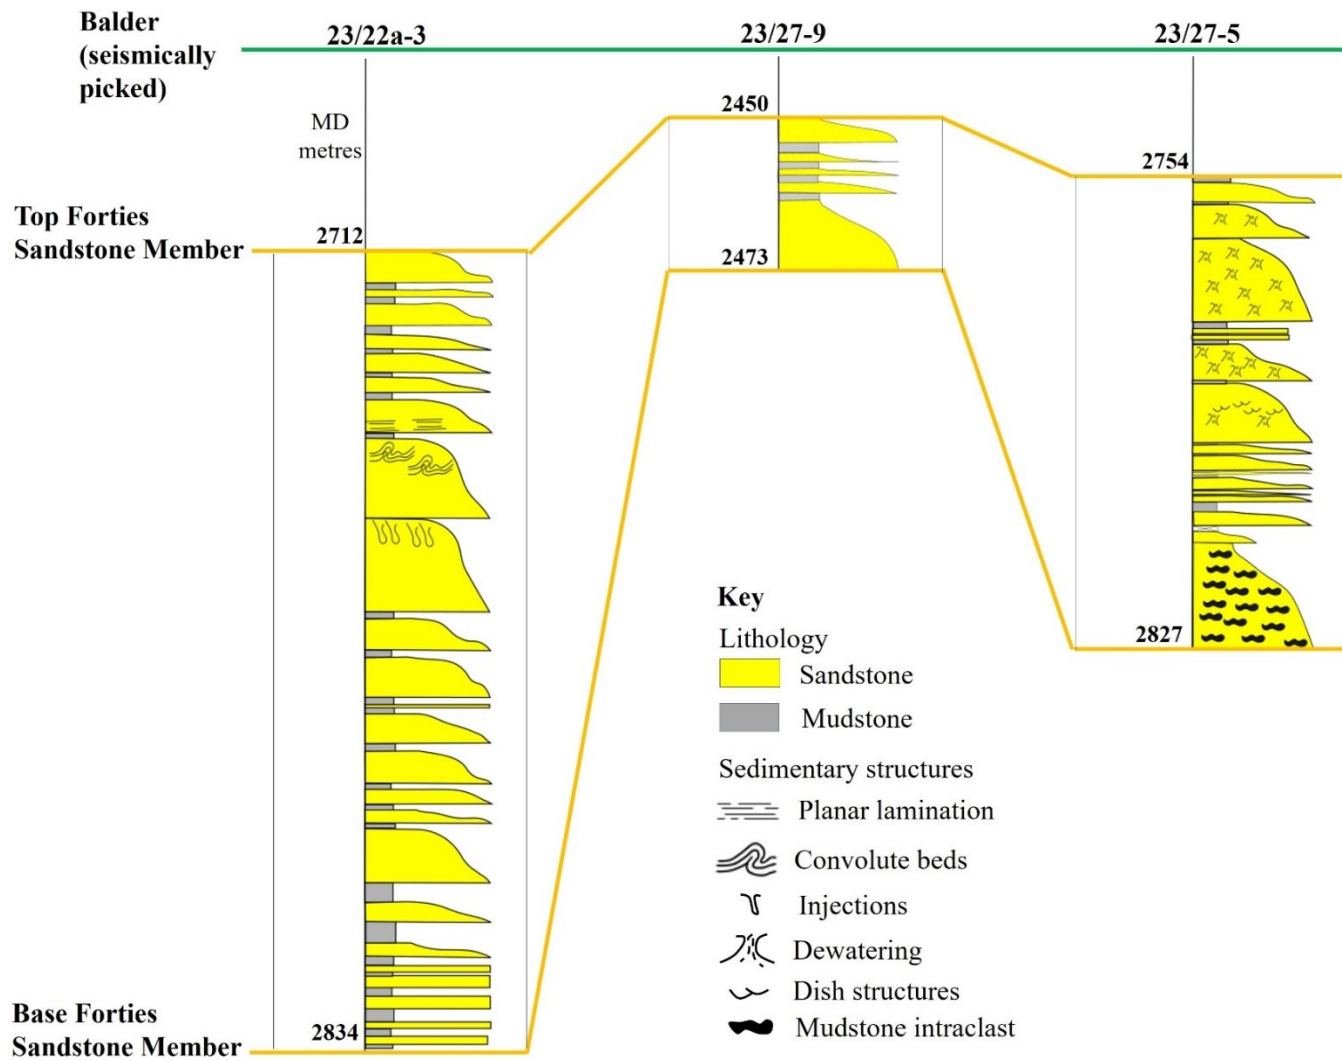 Balder
(seismically
picked)
23/22a-3
23/27-9
23/27-5
MD
metres
2450
2754
Top Forties
Sandstone Member
2712
2473
Key
Lithology
Sandstone
Mudstone
2827
Sedimentary structures
Planar lamination
Convolute beds
Injections
Dewatering
Dish structures
Mudstone intraclast
Base Forties
Sandstone Member
2834